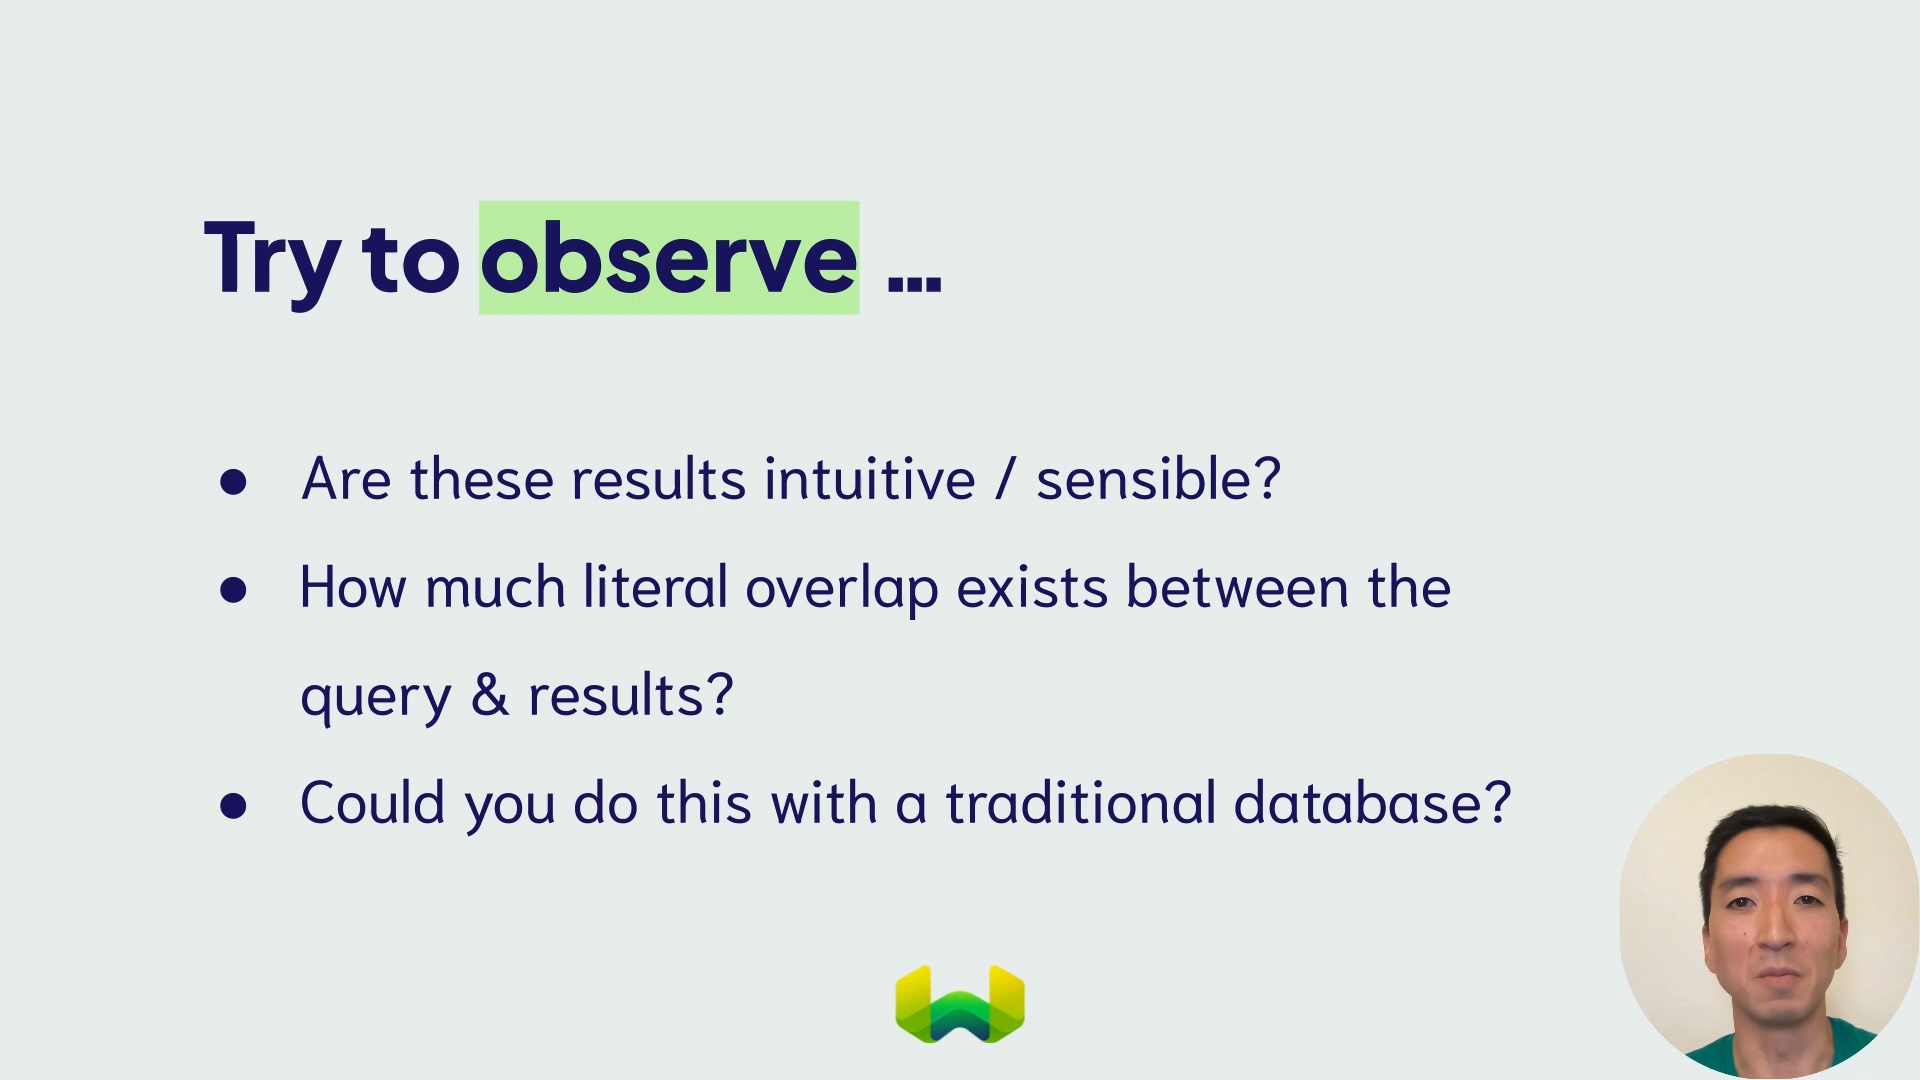 Try to observe ...
● Are these results intuitive / sensible?
● How much literal overlap exists between the
query & results?
● Could you do this with a traditional database?